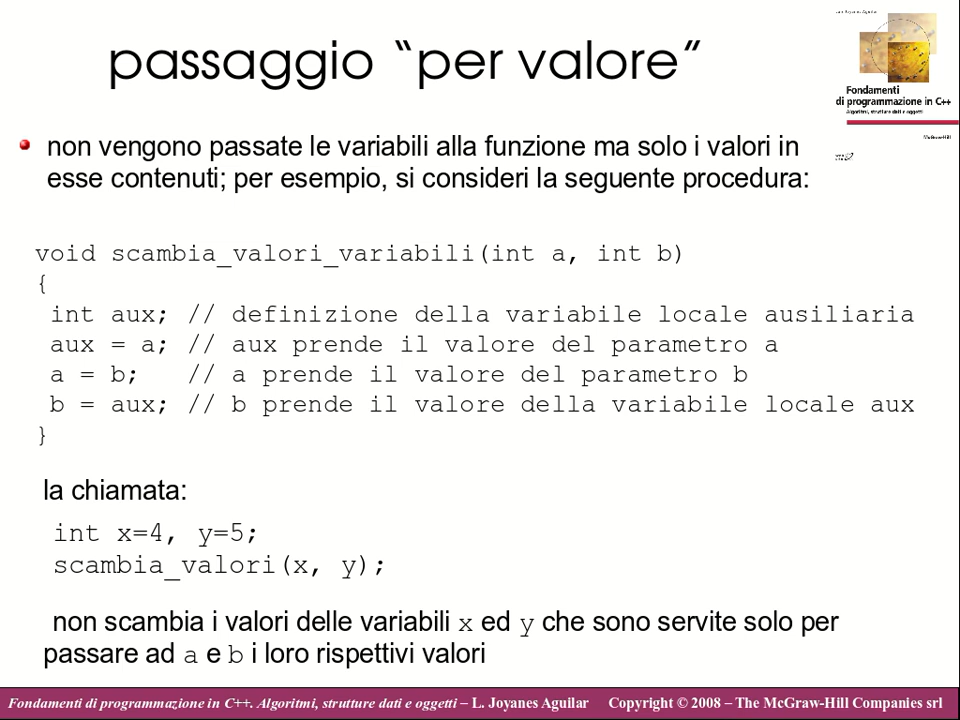 passaggio “per valore”
Fondamenti
di programmazione in C++
Algoritmi, strutture dati e oggetti
McGraw-Hill
non vengono passate le variabili alla funzione ma solo i valori in
esse contenuti; per esempio, si consideri la seguente procedura:
void scambia_valori_variabili(int a, int b)
{
int aux; // definizione della variabile locale ausiliaria
aux = a; // aux prende il valore del parametro a
a = b; // a prende il valore del parametro b
b = aux; // b prende il valore della variabile locale aux
}
la chiamata:
int x=4, y=5;
scambia_valori(x, y);
non scambia i valori delle variabili x ed y che sono servite solo per
passare ad a e b i loro rispettivi valori
Fondamenti di programmazione in C++. Algoritmi, strutture dati e oggetti – L. Joyanes Aguilar Copyright © 2008 – The McGraw-Hill Companies srl